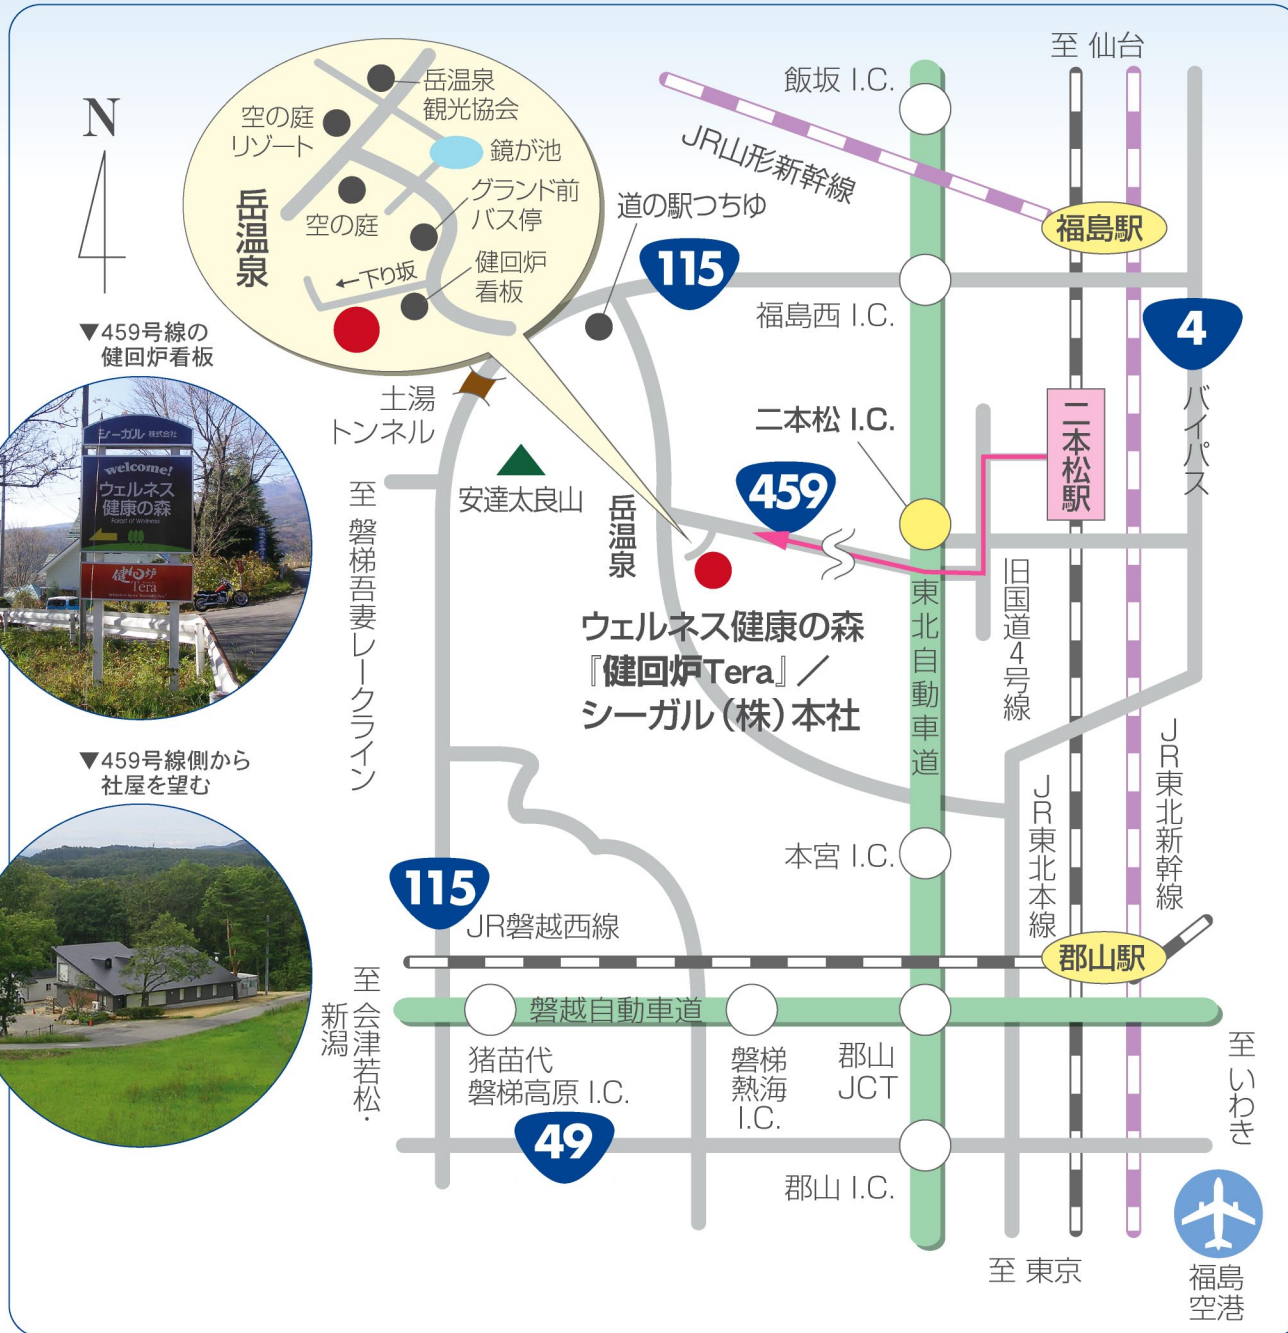 至 仙台
飯坂 I.C.
JR山形新幹線
福島駅
N
岳温泉
観光協会
空の庭
リゾート
鏡が池
岳温泉
空の庭
グランド前
バス停
健回炉
看板
←下り坂
道の駅つちゆ
115
福島西 I.C.
4
バイパス
▼459号線の
健回炉看板
シーガル 株式会社
welcome!
ウェルネス
健康の森
Forest of Wellness
健回炉
Tera
土湯
トンネル
安達太良山
至 磐梯吾妻レークライン
二本松 I.C.
二本松駅
459
岳温泉
旧国道4号線
東北自動車道
ウェルネス健康の森
『健回炉Tera』／
シーガル（株）本社
▼459号線側から
社屋を望む
本宮 I.C.
JR東北本線
JR東北新幹線
115
JR磐越西線
郡山駅
至 会津若松・
新潟
磐越自動車道
猪苗代
磐梯高原 I.C.
磐梯
熱海
I.C.
郡山
JCT
至 いわき
49
郡山 I.C.
至 東京
福島
空港